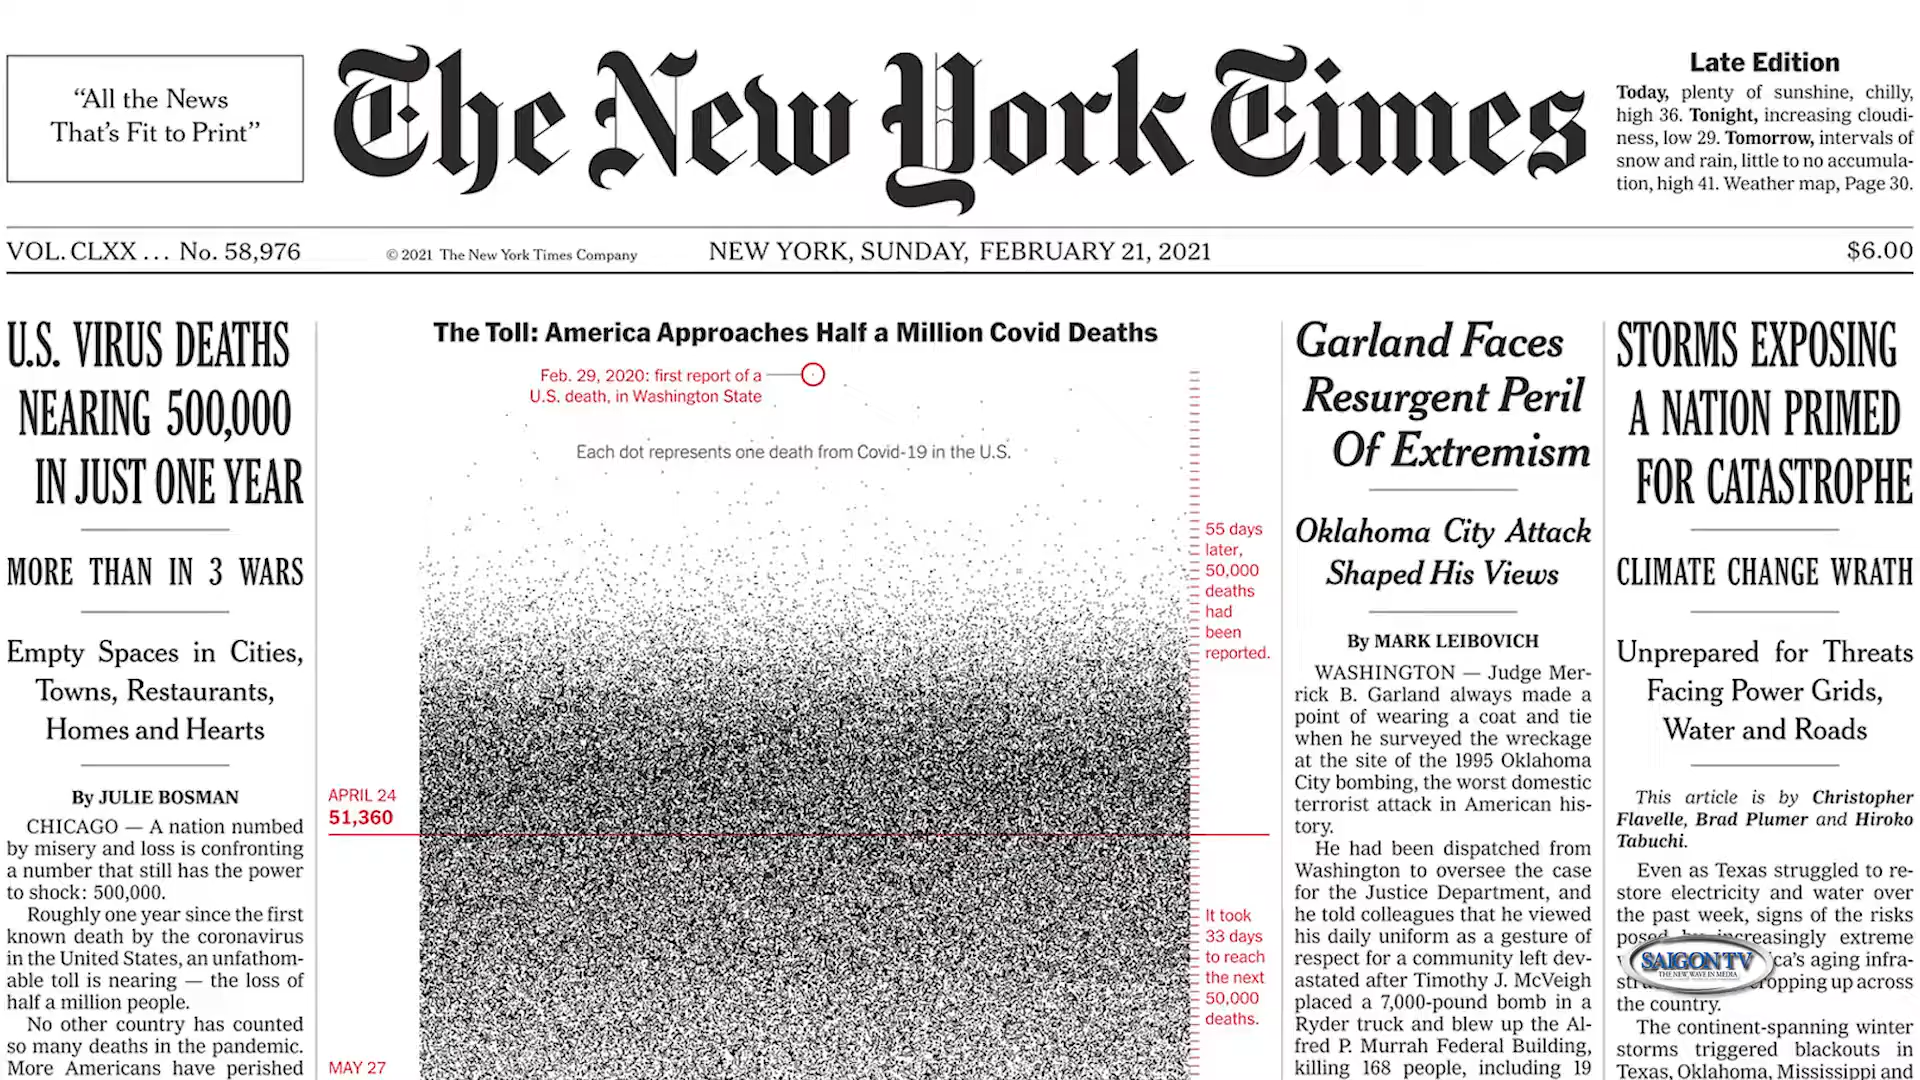 “All the News
That’s Fit to Print”
The New York Times
Late Edition
Today, plenty of sunshine, chilly,
high 36. Tonight, increasing cloudi-
ness, low 29. Tomorrow, intervals of
snow and rain, little to no accumula-
tion, high 41. Weather map, Page 30.
VOL. CLXX . . . No. 58,976
© 2021 The New York Times Company
NEW YORK, SUNDAY, FEBRUARY 21, 2021
$6.00
U.S. VIRUS DEATHS
NEARING 500,000
IN JUST ONE YEAR
MORE THAN IN 3 WARS
Empty Spaces in Cities,
Towns, Restaurants,
Homes and Hearts
By JULIE BOSMAN
CHICAGO — A nation numbed
by misery and loss is confronting
a number that still has the power
to shock: 500,000.
Roughly one year since the first
known death by the coronavirus
in the United States, an unfathom-
able toll is nearing — the loss of
half a million people.
No other country has counted
so many deaths in the pandemic.
More Americans have perished
The Toll: America Approaches Half a Million Covid Deaths
Feb. 29, 2020: first report of a
U.S. death, in Washington State
Each dot represents one death from Covid-19 in the U.S.
55 days
later,
50,000
deaths
had
been
reported.
APRIL 24
51,360
It took
33 days
to reach
the next
50,000
deaths.
MAY 27
Garland Faces
Resurgent Peril
Of Extremism
Oklahoma City Attack
Shaped His Views
By MARK LEIBOVICH
WASHINGTON — Judge Mer-
rick B. Garland always made a
point of wearing a coat and tie
when he surveyed the wreckage
at the site of the 1995 Oklahoma
City bombing, the worst domestic
terrorist attack in American his-
tory.
He had been dispatched from
Washington to oversee the case
for the Justice Department, and
he told colleagues that he viewed
his daily uniform as a gesture of
respect for a community left dev-
astated after Timothy J. McVeigh
placed a 7,000-pound bomb in a
Ryder truck and blew up the Al-
fred P. Murrah Federal Building,
killing 168 people, including 19
STORMS EXPOSING
A NATION PRIMED
FOR CATASTROPHE
CLIMATE CHANGE WRATH
Unprepared for Threats
Facing Power Grids,
Water and Roads
This article is by Christopher
Flavelle, Brad Plumer and Hiroko
Tabuchi.
Even as Texas struggled to re-
store electricity and water over
the past week, signs of the risks
posed by increasingly extreme
ca’s aging infra-
cropping up across
the country.
The continent-spanning winter
storms triggered blackouts in
Texas, Oklahoma, Mississippi and
SAIGON TV
THE NEW WAVE IN MEDIA